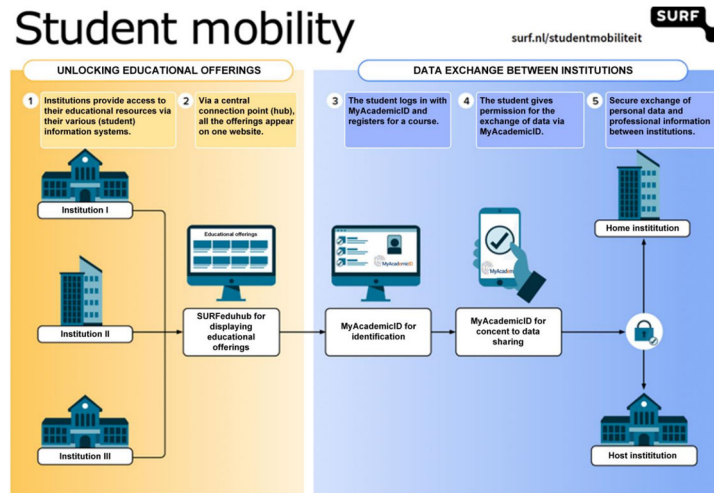 Student mobility
surf.nl/studentmobiliteit
SURF
UNLOCKING EDUCATIONAL OFFERINGS
DATA EXCHANGE BETWEEN INSTITUTIONS
1
Institutions provide access to
their educational resources via
their various (student)
information systems.
2
Via a central
connection point (hub),
all the offerings appear
on one website.
3
The student logs in with
MyAcademicID and
registers for a course.
4
The student gives
permission for the
exchange of data via
MyAcademicID.
5
Secure exchange of
personal data and
professional information
between institutions.
Institution I
Institution II
Institution III
Educational offerings
SURFeduhub for
displaying
educational
offerings
MyAcademicID
MyAcademicID for
identification
MyAcademi
MyAcademicID for
concent to data
sharing
Home instititution
Host instititution